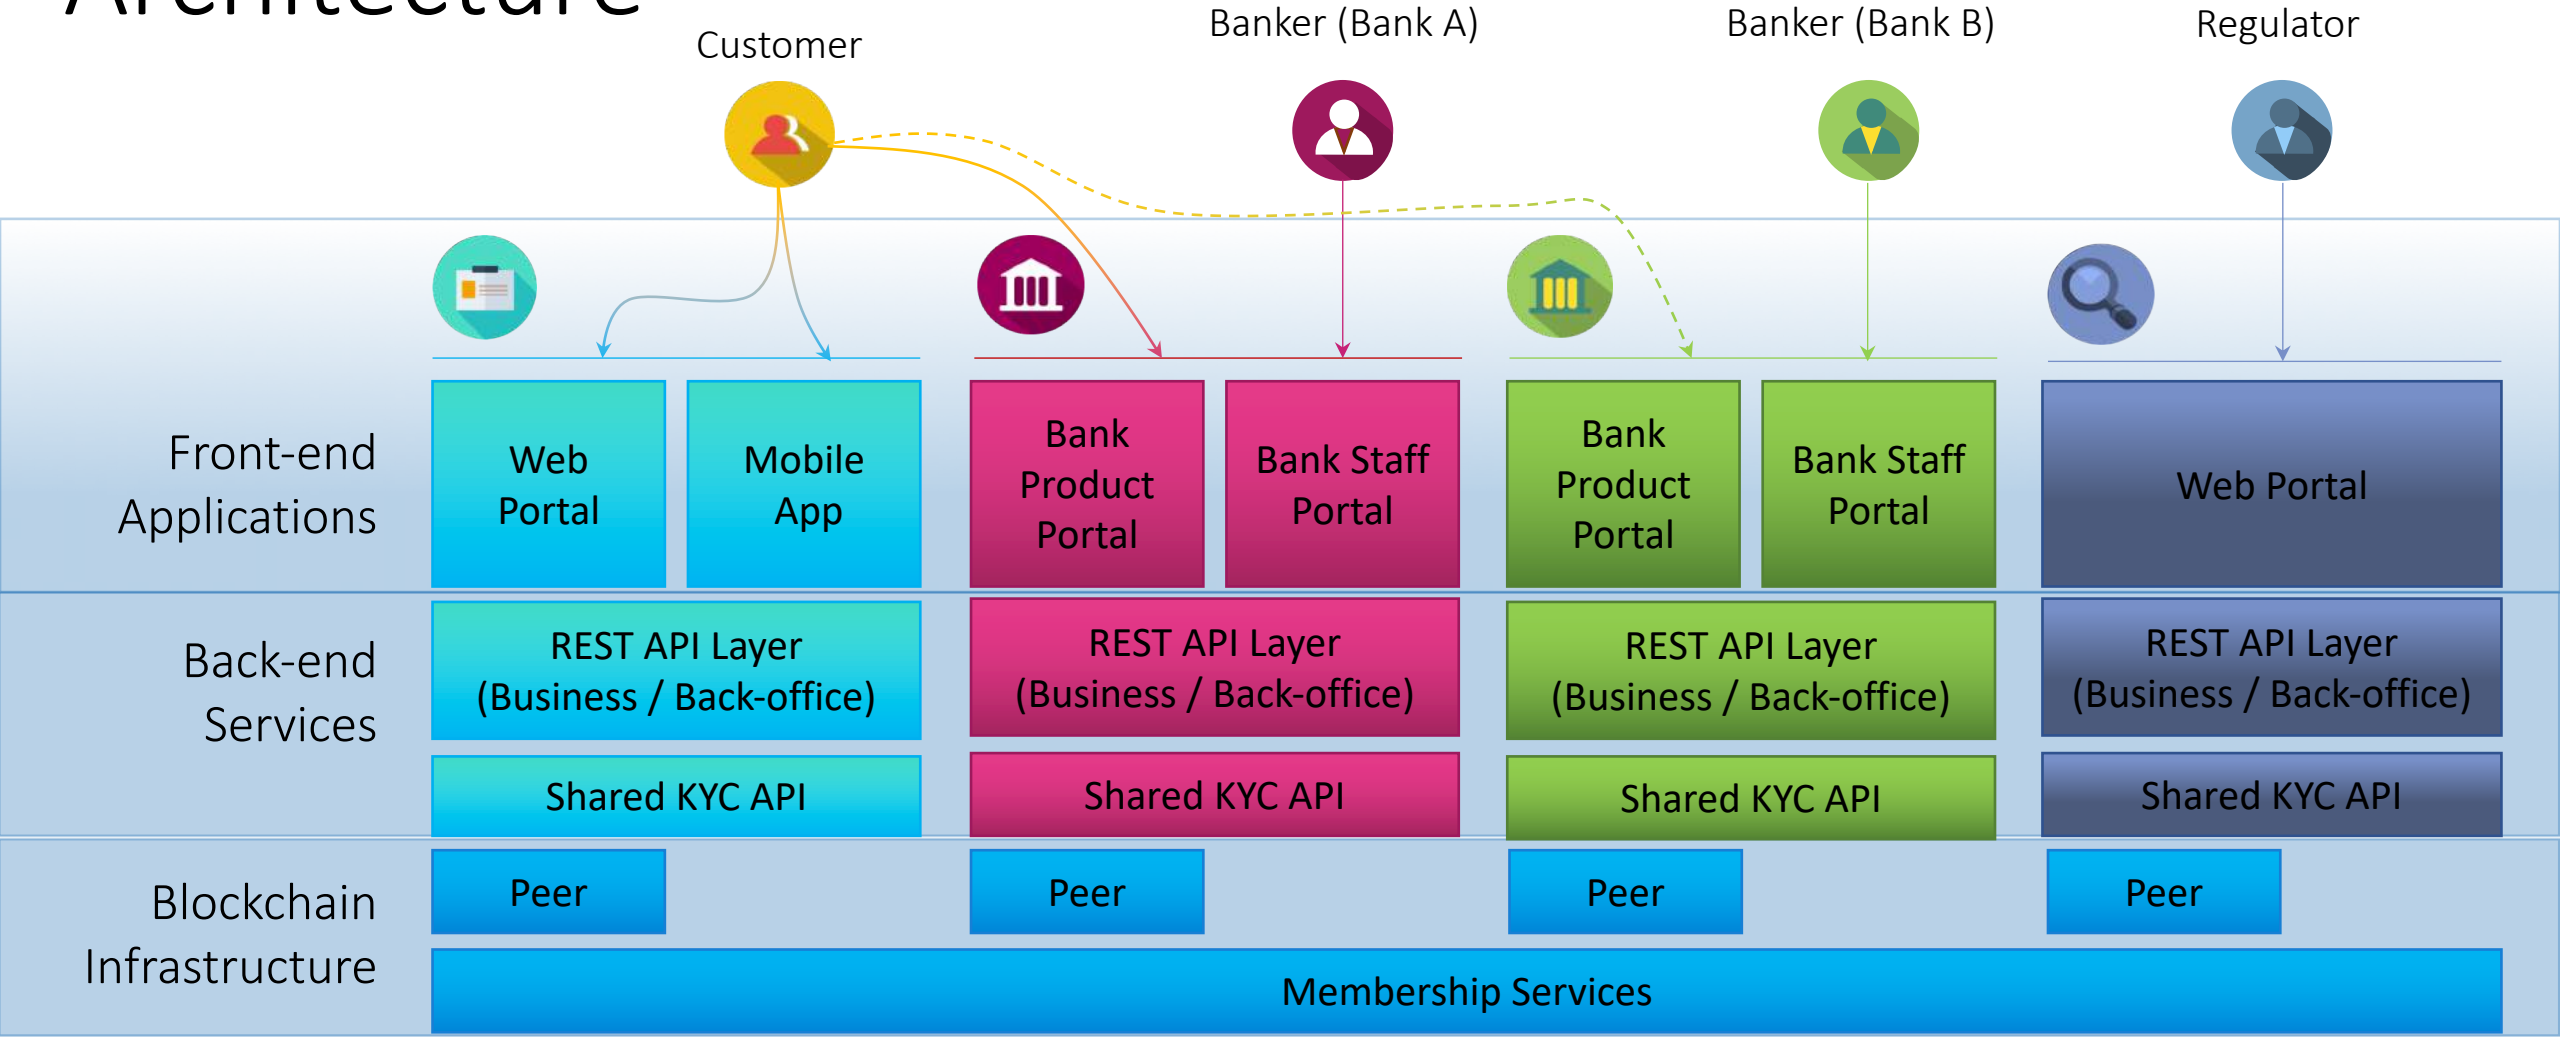 Architecture
Customer
Banker (Bank A)
Banker (Bank B)
Regulator
Front-end
Applications
Web
Portal
Mobile
App
Bank
Product
Portal
Bank Staff
Portal
Bank
Product
Portal
Bank Staff
Portal
Web Portal
Back-end
Services
REST API Layer
(Business / Back-office)
REST API Layer
(Business / Back-office)
REST API Layer
(Business / Back-office)
REST API Layer
(Business / Back-office)
Shared KYC API
Shared KYC API
Shared KYC API
Shared KYC API
Blockchain
Infrastructure
Peer
Peer
Peer
Peer
Membership Services